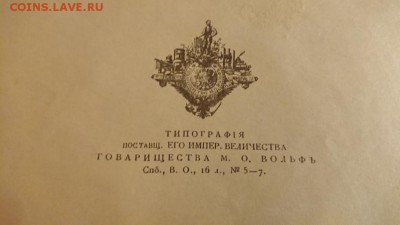 COINS.LAVE.RU
ТИПОГРАФІЯ
ПОСТАВЩ. ЕГО ИМПЕР. ВЕЛИЧЕСТВА
ТОВАРИЩЕСТВА М. О. ВОЛЬФЪ
Спб., В. О., 16 л., № 5—7.